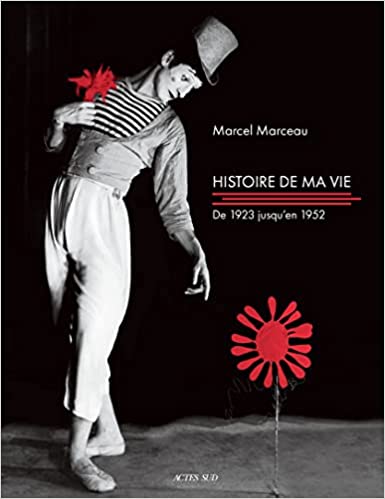 Marcel Marceau
HISTOIRE DE MA VIE
De 1923 jusqu'en 1952
ACTES SUD